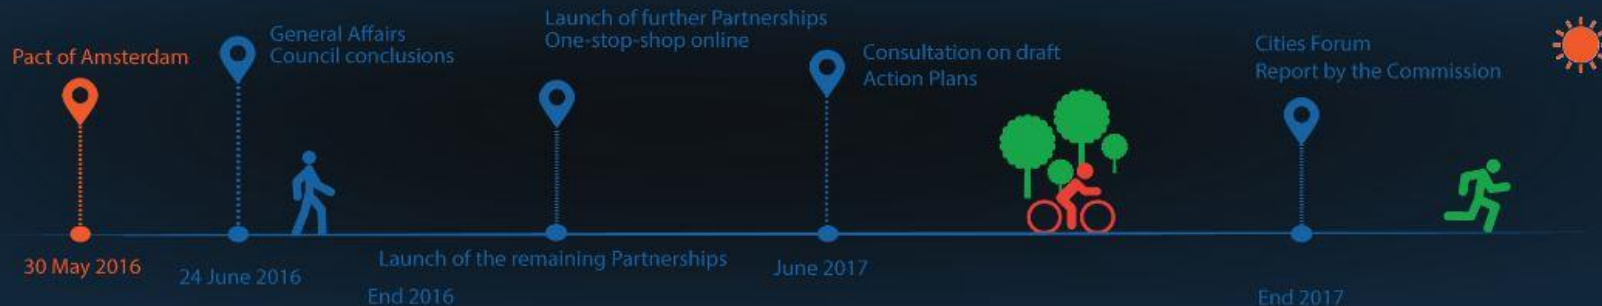 Pact of Amsterdam
30 May 2016
General Affairs
Council conclusions
24 June 2016
Launch of further Partnerships
One-stop-shop online
Launch of the remaining Partnerships
End 2016
Consultation on draft
Action Plans
June 2017
Cities Forum
Report by the Commission
End 2017